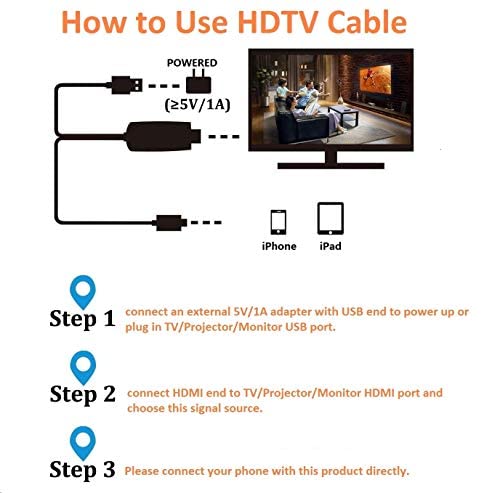 How to Use HDTV Cable
POWERED
(≥5V/1A)
iPhone
iPad
Step 1
connect an external 5V/1A adapter with USB end to power up or
plug in TV/Projector/Monitor USB port.
Step 2
connect HDMI end to TV/Projector/Monitor HDMI port and
choose this signal source.
Step 3
Please connect your phone with this product directly.